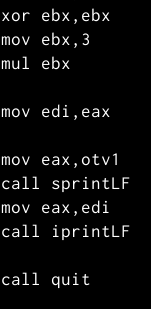 xor ebx,ebx
mov ebx,3
mul ebx
mov edi,eax
mov eax,otv1
call sprintLF
mov eax,edi
call iprintLF
call quit